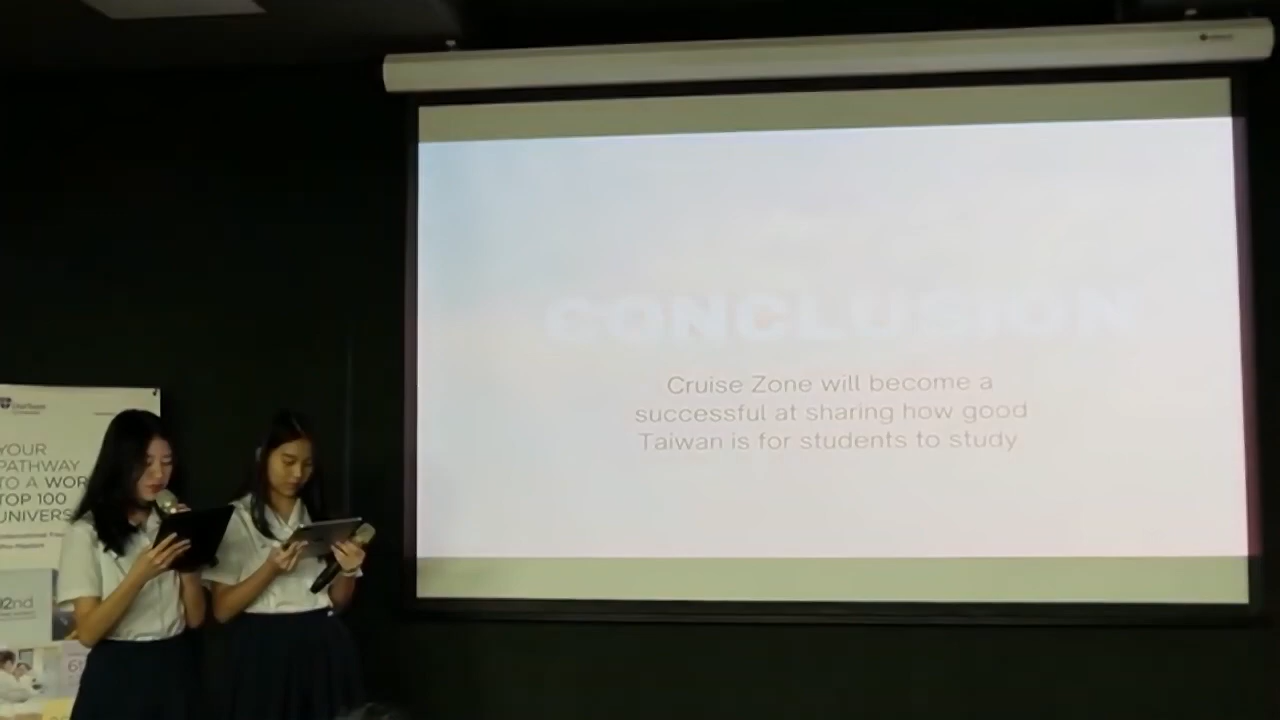 CONCLUSION
Cruise Zone will become a
successful at sharing how good
Taiwan is for students to study
YOUR
PATHWAY
TO A WOR
TOP 100
UNIVERS
92nd